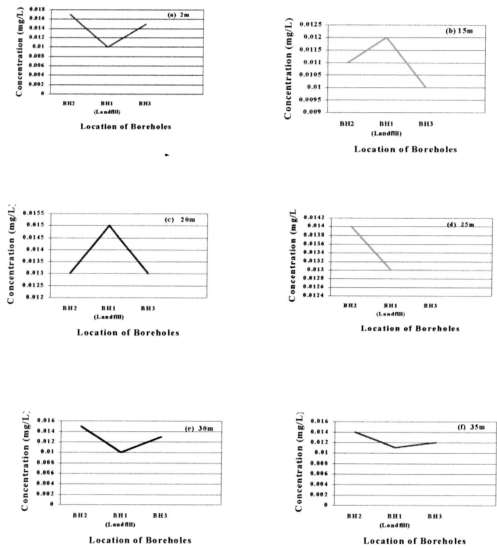 Concentration (mg/L)
0.018
0.016
0.014
0.012
0.01
0.008
0.006
0.004
0.002
0
(a) 2m
BH2 BH1 BH3
(Landfill)
Location of Boreholes
Concentration (mg/L)
0.0125
0.012
0.0115
0.011
0.0105
0.01
0.0095
0.009
(b) 15m
BH2 BH1 BH3
(Landfill)
Location of Boreholes
Concentration (mg/L)
0.0155
0.015
0.0145
0.014
0.0135
0.013
0.0125
0.012
(c) 20m
BH2 BH1 BH3
(Landfill)
Location of Boreholes
Concentration (mg/L
0.0142
0.014
0.0138
0.0136
0.0134
0.0132
0.013
0.0128
0.0126
0.0124
(d) 25m
BH2 BH1 BH3
(Landfill)
Location of Boreholes
Concentration (mg/L)
0.016
0.014
0.012
0.01
0.008
0.006
0.004
0.002
0
(e) 30m
BH2 BH1 BH3
(Landfill)
Location of Boreholes
Concentration (mg/L)
0.016
0.014
0.012
0.01
0.008
0.006
0.004
0.002
0
(f) 35m
BH2 BH1 BH3
(Landfill)
Location of Boreholes